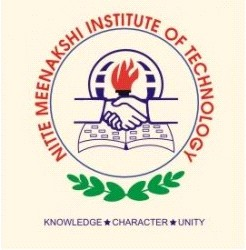 NITTE MEENAKSHI INSTITUTE OF TECHNOLOGY
KNOWLEDGE★CHARACTER★UNITY